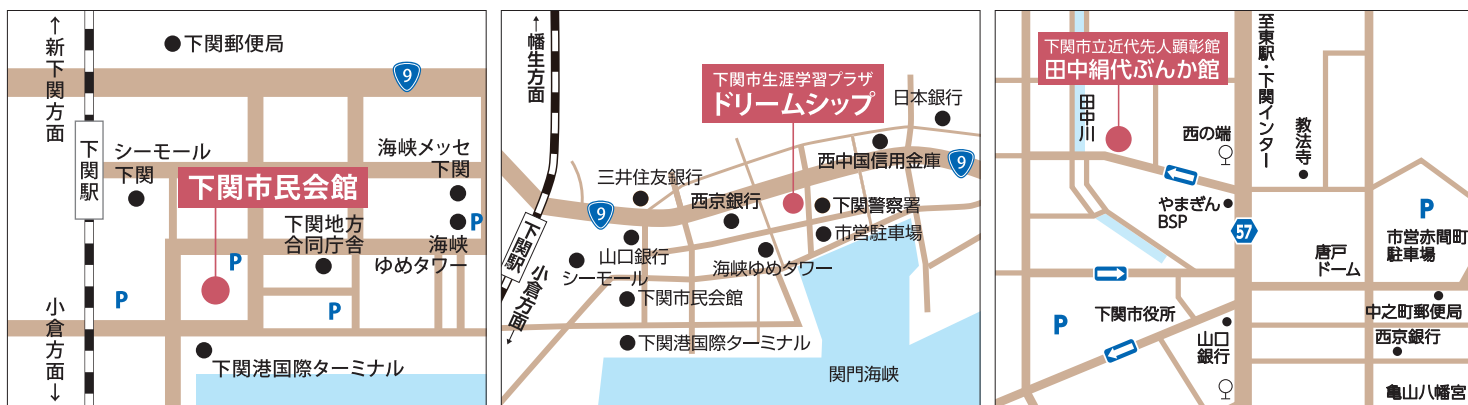 ←新下関方面
下関郵便局
9
下関駅
シーモール
下関
海峡メッセ
下関
下関市民会館
P
海峡
ゆめタワー
下関地方
合同庁舎
P
P
P
小倉方面→
下関港国際ターミナル
←幡生方面
下関市生涯学習プラザ
ドリームシップ
日本銀行
西中国信用金庫
9
三井住友銀行
西京銀行
9
下関警察署
下関駅
山口銀行
市営駐車場
シーモール
海峡ゆめタワー
小倉方面→
下関市民会館
下関港国際ターミナル
関門海峡
至東駅・下関インター
下関市立近代先人顕彰館
田中絹代ぶんか館
田中川
西の端
教法寺
やまぎん
BSP
P
57
市営赤間町
駐車場
唐戸
ドーム
下関市役所
中之町郵便局
P
山口
銀行
西京銀行
亀山八幡宮